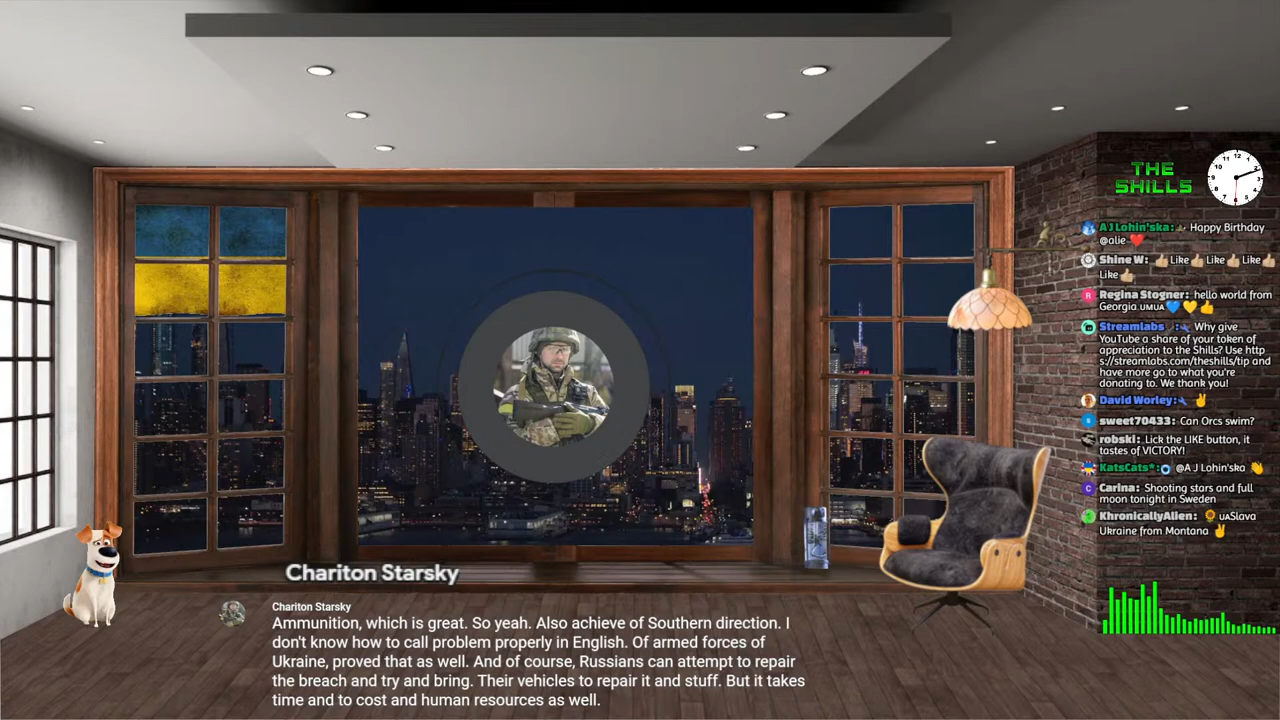 THE
SHILLS
A J Lohin'ska: Happy Birthday
@alie ❤️
Shine W: 👍🏼Like👍🏼Like👍🏼Like👍🏼
Like👍🏼
Regina Stogner: hello world from
Georgia UMUA💙💛👍
Streamlabs : Why give
YouTube a share of your token of
appreciation to the Shills? Use http
s://streamlabs.com/theshills/tip and
have more go to what you're
donating to. We thank you!
David Worley: ✌🏼
sweet70433: Can Orcs swim?
robski: Lick the LIKE button, it
tastes of VICTORY!
KatsCats*: @A J Lohin'ska 👋
Carina: Shooting stars and full
moon tonight in Sweden
KhronicallyAlien: 🌻 UASlava
Ukraine from Montana ✌️
Chariton Starsky
Chariton Starsky
Ammunition, which is great. So yeah. Also achieve of Southern direction. I
don't know how to call problem properly in English. Of armed forces of
Ukraine, proved that as well. And of course, Russians can attempt to repair
the breach and try and bring. Their vehicles to repair it and stuff. But it takes
time and to cost and human resources as well.